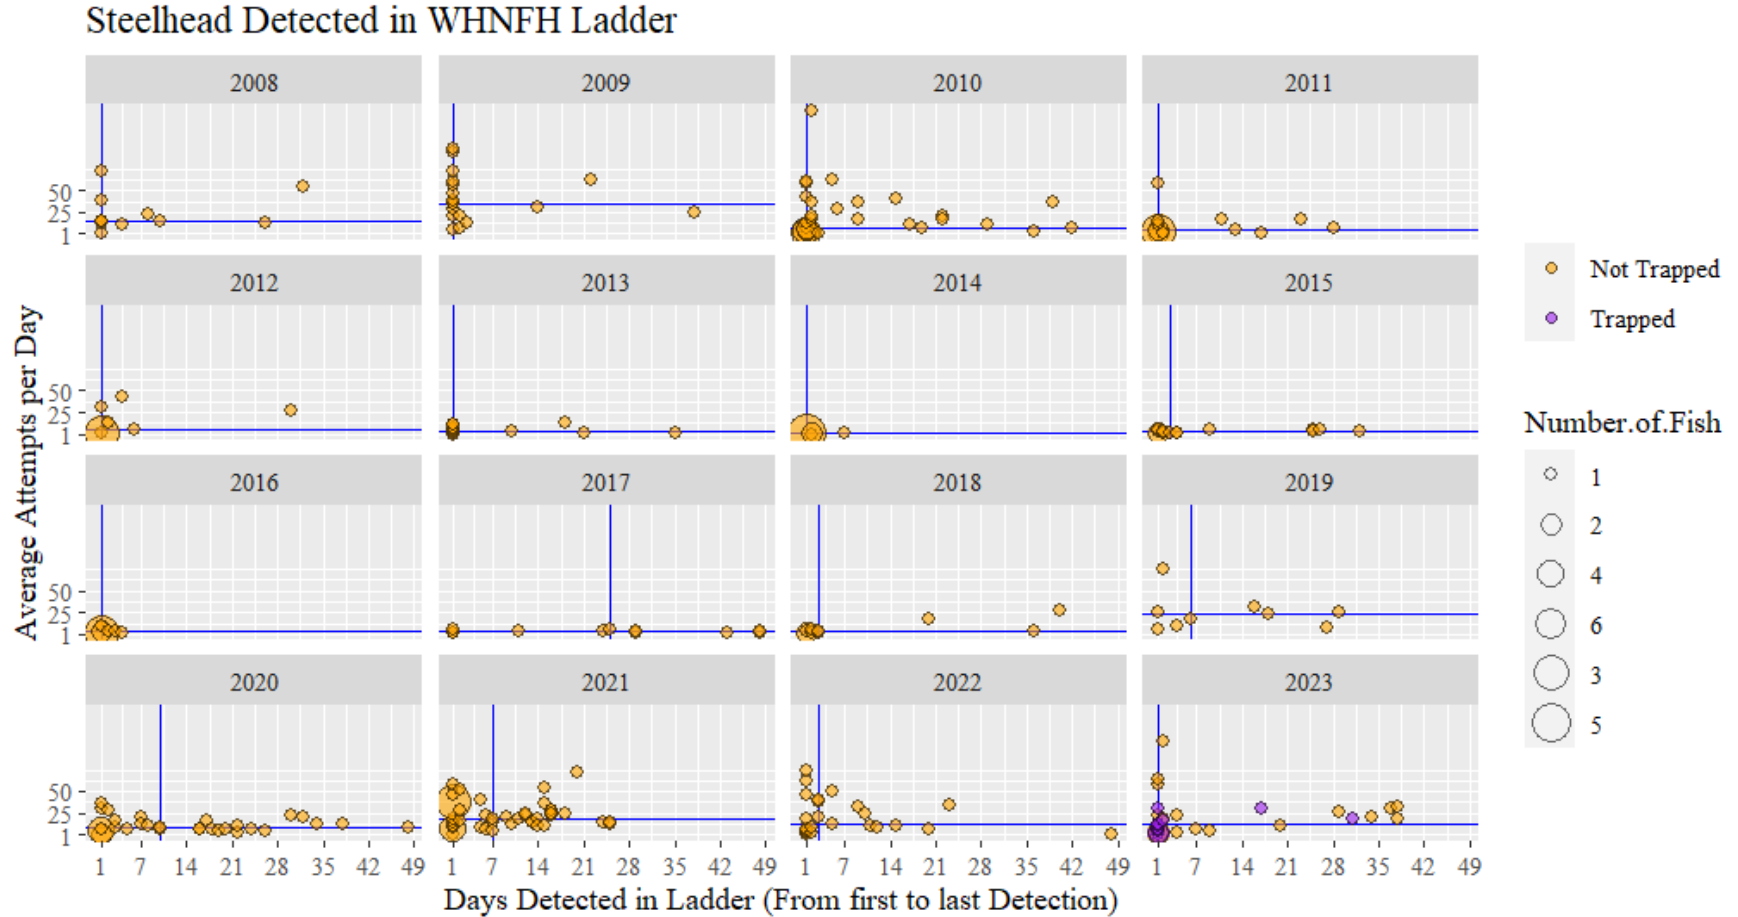 Steelhead Detected in WHNFH Ladder
2008 2009 2010 2011
50
25
1
2012 2013 2014 2015
50
25
1
2016 2017 2018 2019
50
25
1
2020 2021 2022 2023
50
25
1
1 7 14 21 28 35 42 49 1 7 14 21 28 35 42 49 1 7 14 21 28 35 42 49 1 7 14 21 28 35 42 49
Days Detected in Ladder (From first to last Detection)
Average Attempts per Day
Not Trapped
Trapped
Number.of.Fish
1
2
4
6
3
5